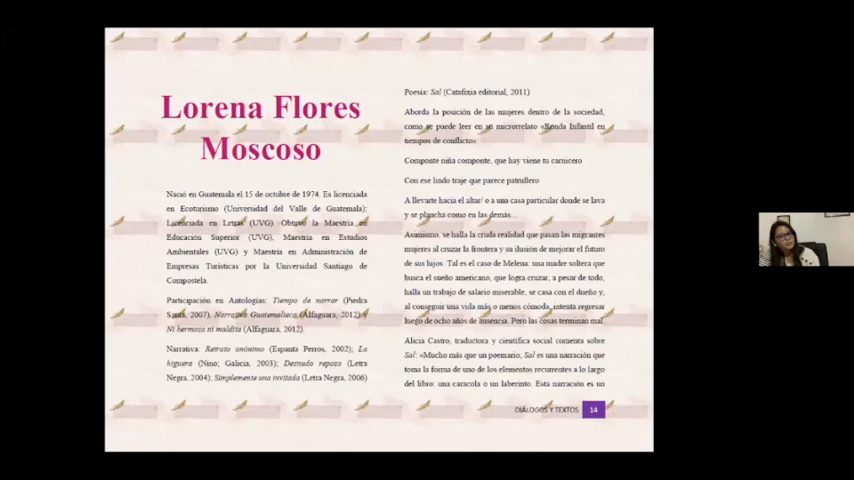 Lorena Flores
Moscoso
Nació en Guatemala el 15 de octubre de 1974. Es licenciada
en Ecoturismo (Universidad del Valle de Guatemala);
Licenciada en Letras (UVG). Obtuvo la Maestría en
Educación Superior (UVG), Maestría en Estudios
Ambientales (UVG) y Maestría en Administración de
Empresas Turísticas por la Universidad Santiago de
Compostela.
Participación en Antologías: Tiempo de narrar (Piedra
Santa, 2007), Narrativa Guatemalteca (Alfaguara, 2012) y
Ni hermosa ni maldita (Alfaguara, 2012).
Narrativa: Retrato anónimo (Espanta Perros, 2002); La
higuera (Nino; Galicia, 2003); Desnudo reposo (Letra
Negra, 2004); Simplemente una invitada (Letra Negra, 2006)
Poesía: Sal (Catafixia editorial, 2011)
Aborda la posición de las mujeres dentro de la sociedad,
como se puede leer en su microrrelato «Ronda Infantil en
tiempos de conflicto»:
Componte niña componte, que hay viene tu carnicero
Con ese lindo traje que parece patrullero
A llevarte hacia el altar/ o a una casa particular donde se lava
y se plancha como en las demás…
Asumismo, se halla la cruda realidad que pasan las migrantes
mujeres al cruzar la frontera y su ilusión de mejorar el futuro
de sus hijos. Tal es el caso de Melena: una madre soltera que
busca el sueño americano, que logra cruzar, a pesar de todo,
halla un trabajo de salario miserable, se casa con el dueño y,
al conseguir una vida más o menos cómoda, intenta regresar
luego de ocho años de ausencia. Pero las cosas terminan mal.
Alicia Castro, traductora y científica social comenta sobre
Sal: «Mucho más que un poemario, Sal es una narración que
toma la forma de uno de los elementos recurrentes a lo largo
del libro: una caracola o un laberinto. Esta narración es un
DIÁLOGOS Y TEXTOS 14